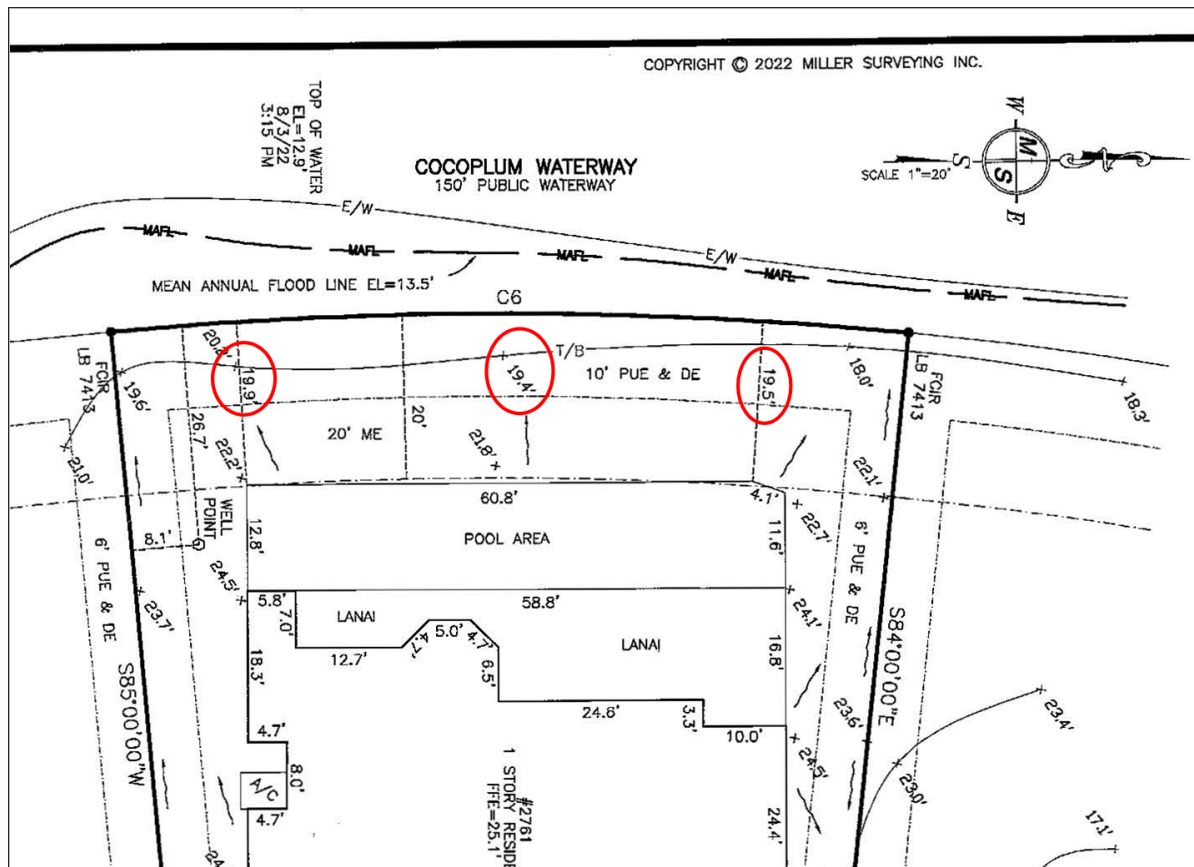 COPYRIGHT © 2022 MILLER SURVEYING INC.
TOP OF WATER
EL=12.9'
8/3/22
3:15 PM
COCOPLUM WATERWAY
150' PUBLIC WATERWAY
W
M
S
S
E
SCALE 1"=20'
E/W
MAFL
MAFL
MAFL
E/W
MAFL
MAFL
MEAN ANNUAL FLOOD LINE EL=13.5'
C6
20.2'
FCIR
LB 7413
19.6'
19.9'
19.4'
T/B
10' PUE & DE
19.5'
18.0'
FCIR
LB 7413
18.3'
26.7'
20' ME
20'
21.8'
21.0'
22.2'
22.1'
WELL
POINT
60.8'
4.1'
22.7'
8.1'
12.8'
POOL AREA
11.6'
6' PUE & DE
6' PUE & DE
24.5'
23.7'
5.8'
7.0'
58.8'
24.1'
LANAI
5.0'
4.7'
4.7'
LANAI
12.7'
6.5'
16.8'
18.3'
S85°00'00"W
S84°00'00"E
24.6'
3.3'
10.0'
23.6'
23.4'
4.7'
8.0'
A/C
4.7'
#2761
1 STORY RESIDE
FFE=25.1'
24.5'
23.0'
24.4'
17.1'
24.